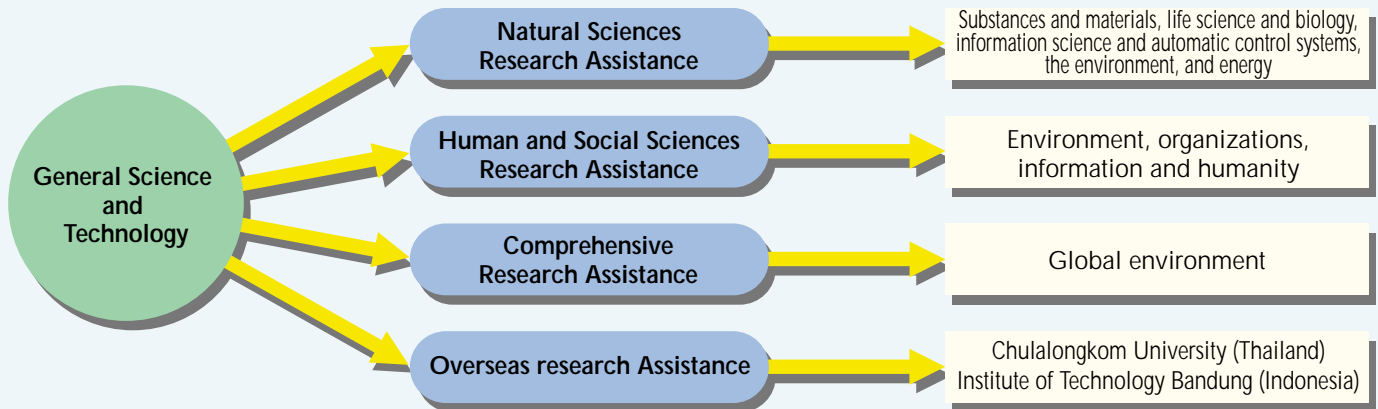 General Science
and
Technology
Natural Sciences
Research Assistance
Substances and materials, life science and biology,
information science and automatic control systems,
the environment, and energy
Human and Social Sciences
Research Assistance
Environment, organizations,
information and humanity
Comprehensive
Research Assistance
Global environment
Overseas research Assistance
Chulalongkom University (Thailand)
Institute of Technology Bandung (Indonesia)